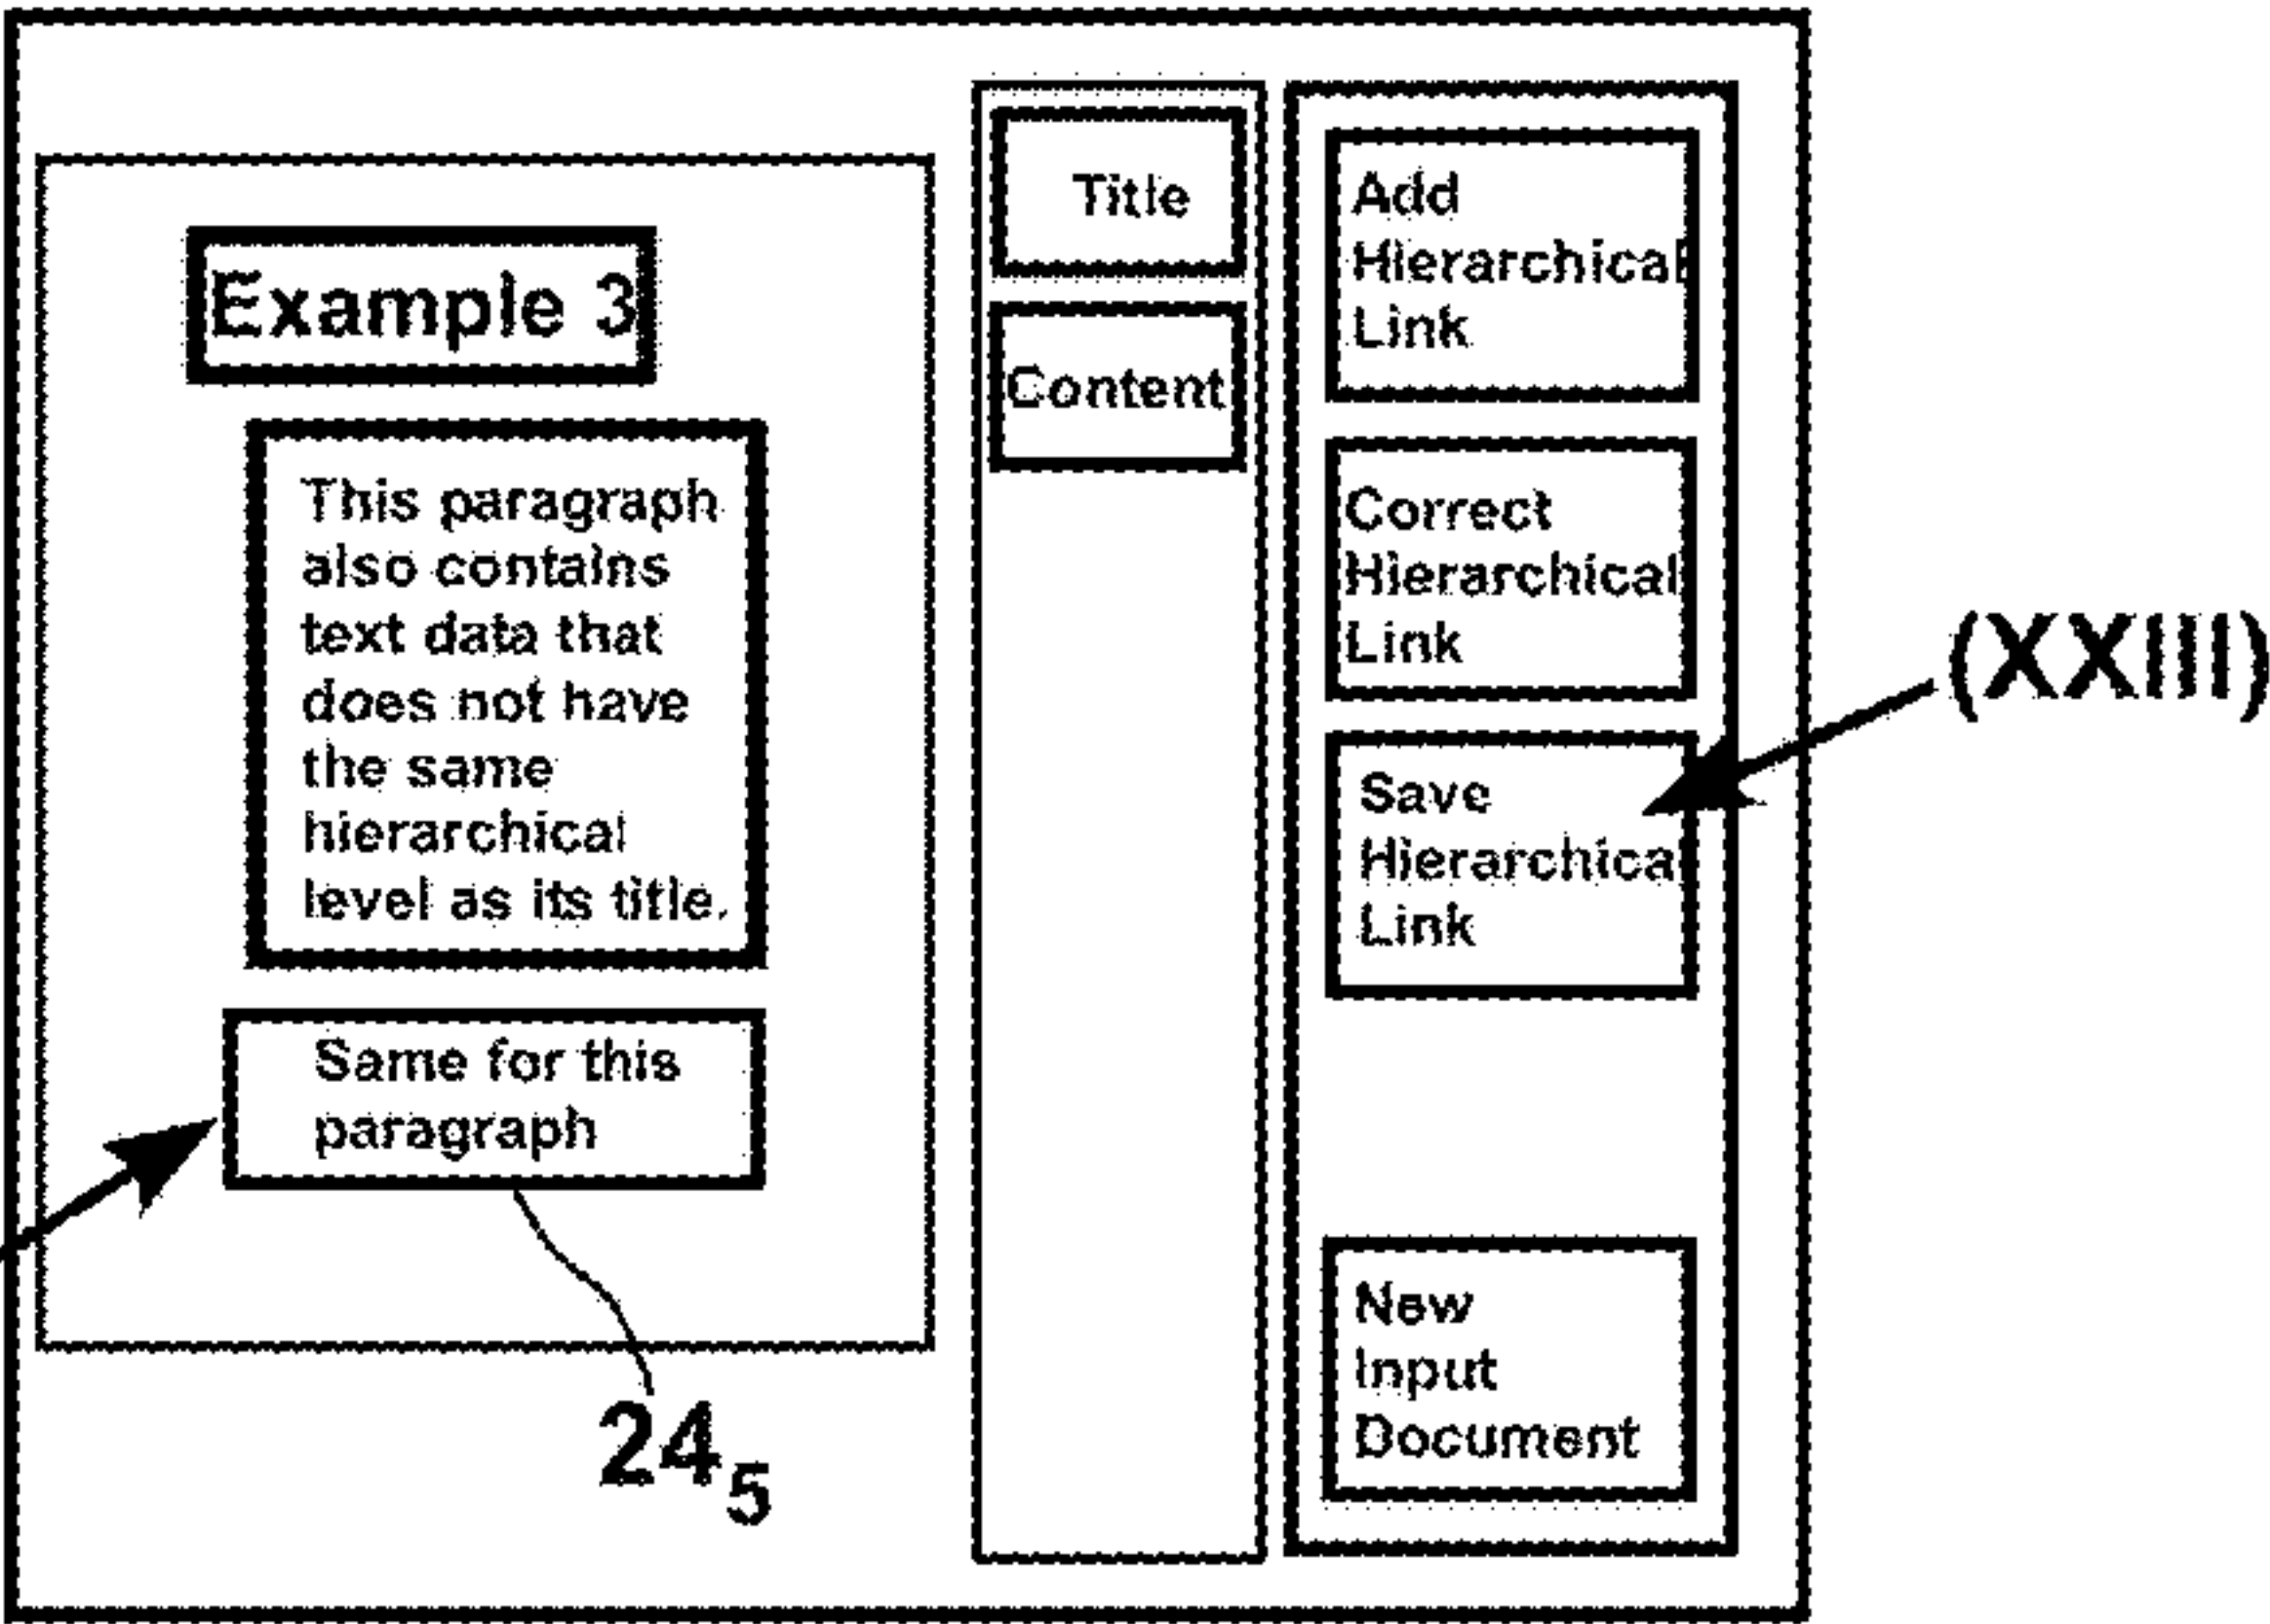 Example 3
This paragraph
also contains
text data that
does not have
the same
hierarchical
level as its title.
Same for this
paragraph
24₅
Title
Content
Add
Hierarchical
Link
Correct
Hierarchical
Link
Save
Hierarchical
Link
New
Input
Document
(XXIII)